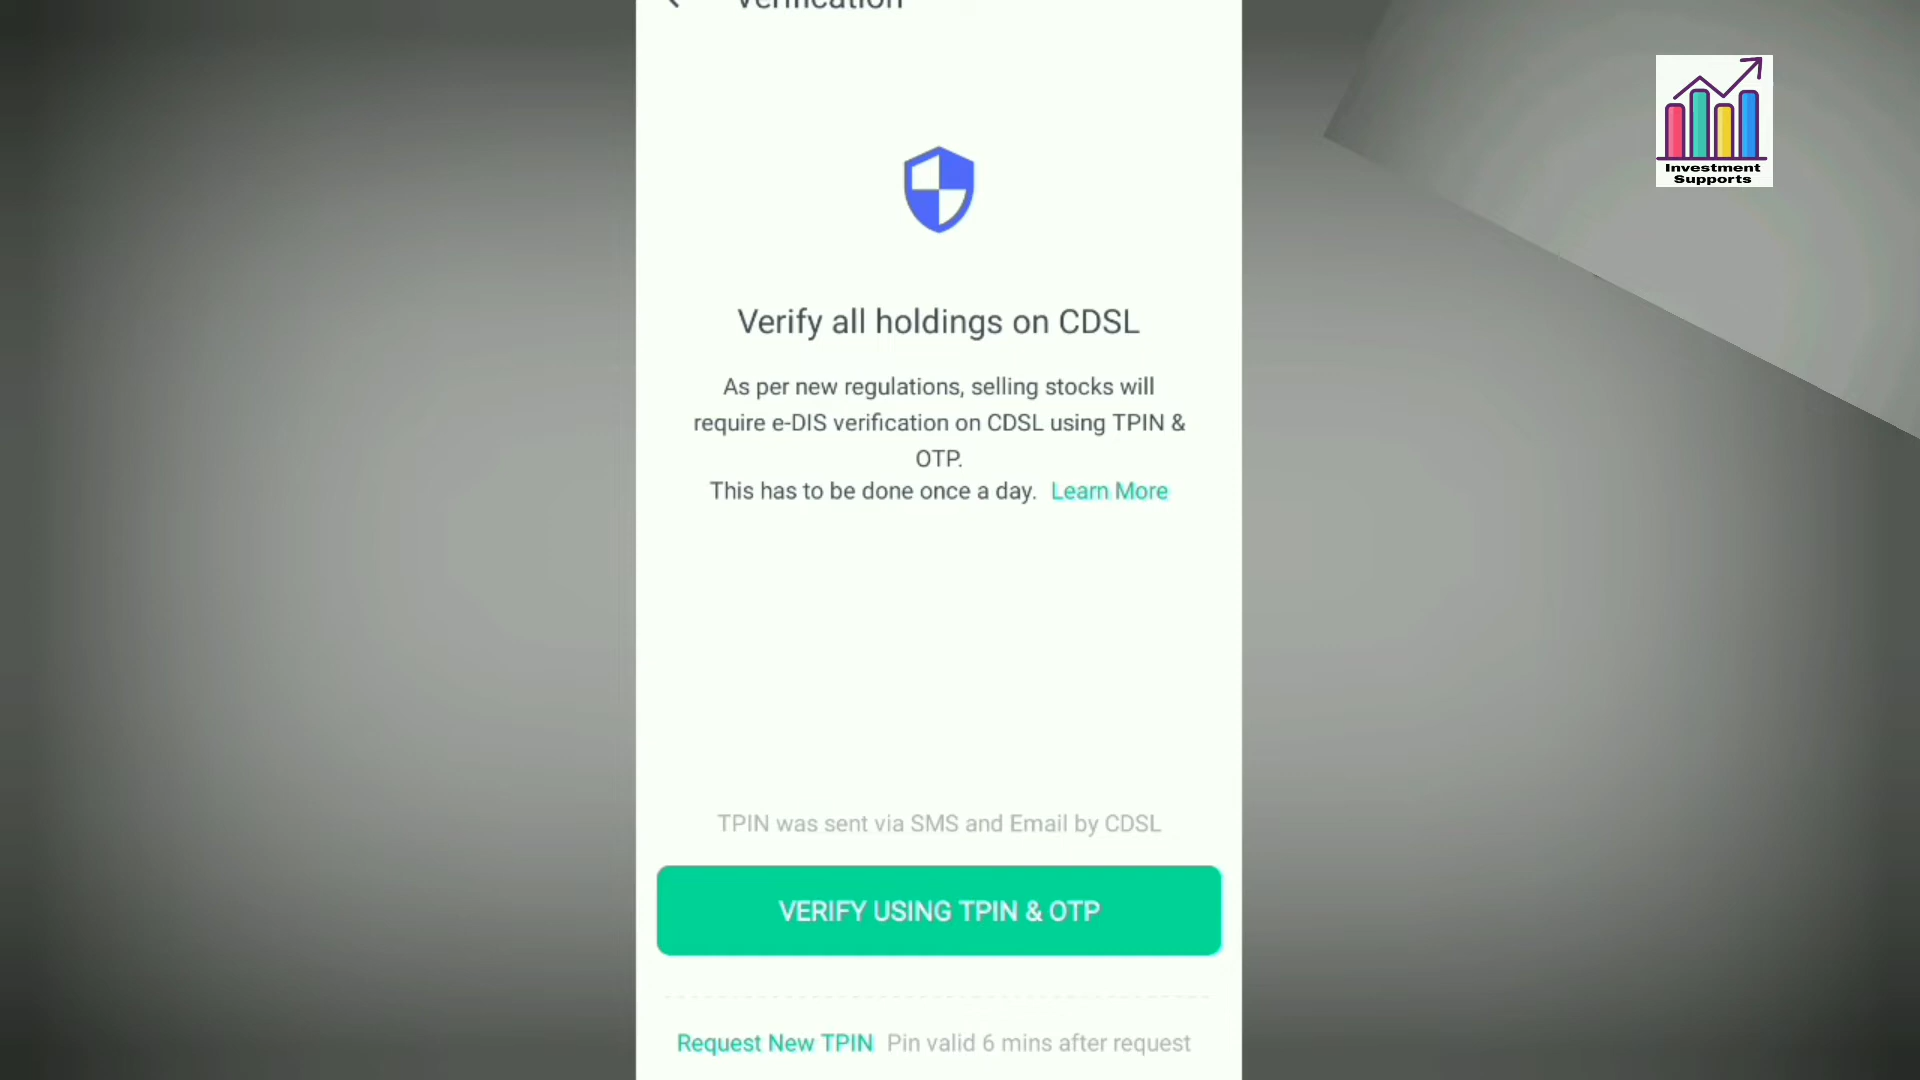 Verification
Investment
Supports
Verify all holdings on CDSL
As per new regulations, selling stocks will
require e-DIS verification on CDSL using TPIN &
OTP.
This has to be done once a day. Learn More
TPIN was sent via SMS and Email by CDSL
VERIFY USING TPIN & OTP
Request New TPIN Pin valid 6 mins after request